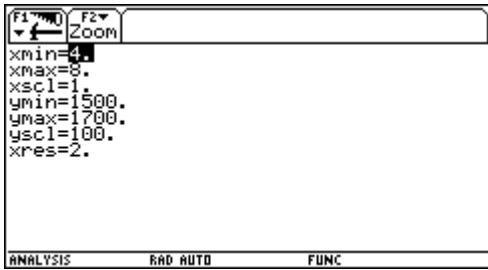 F1 F2
Zoom
xmin=4.
xmax=8.
xscl=1.
ymin=1500.
ymax=1700.
yscl=100.
xres=2.
ANALYSIS RAD AUTO FUNC